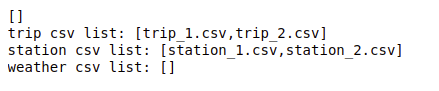 []
trip csv list: [trip_1.csv,trip_2.csv]
station csv list: [station_1.csv,station_2.csv]
weather csv list: []